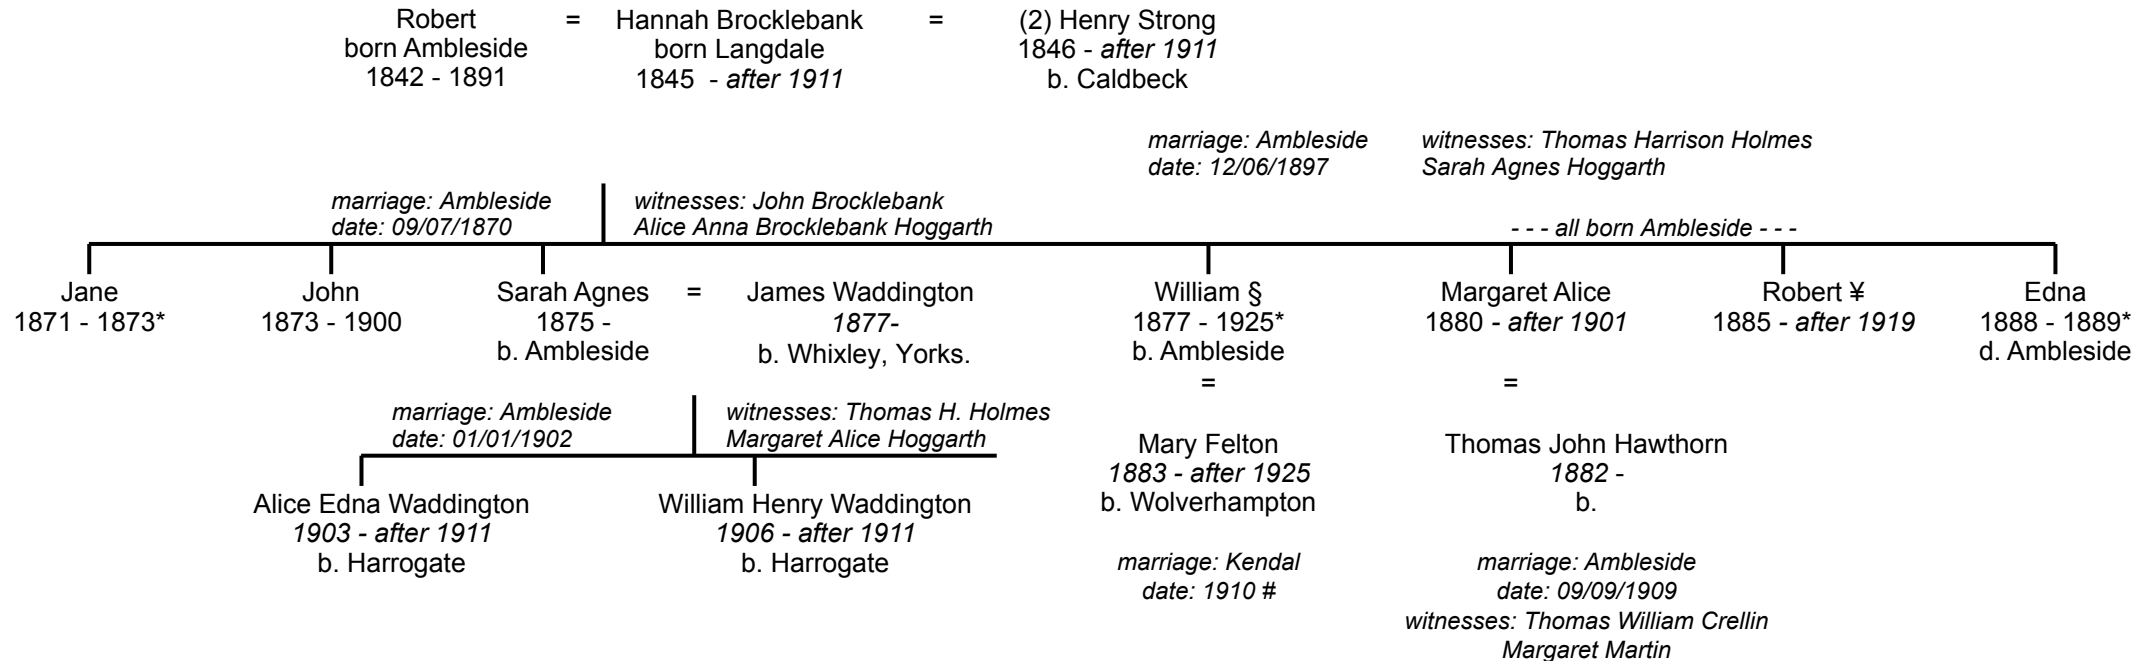 Robert = Hannah Brocklebank = (2) Henry Strong
born Ambleside born Langdale 1846 - after 1911
1842 - 1891 1845 - after 1911 b. Caldbeck
marriage: Ambleside witnesses: Thomas Harrison Holmes
date: 12/06/1897 Sarah Agnes Hoggarth
marriage: Ambleside witnesses: John Brocklebank
date: 09/07/1870 Alice Anna Brocklebank Hoggarth - - - all born Ambleside - - -
Jane John Sarah Agnes = James Waddington William § Margaret Alice Robert ¥ Edna
1871 - 1873* 1873 - 1900 1875 - 1877- 1877 - 1925* 1880 - after 1901 1885 - after 1919 1888 - 1889*
b. Ambleside b. Whixley, Yorks. b. Ambleside d. Ambleside
= =
marriage: Ambleside witnesses: Thomas H. Holmes
date: 01/01/1902 Margaret Alice Hoggarth
Mary Felton Thomas John Hawthorn
1883 - after 1925 1882 -
b. Wolverhampton b.
Alice Edna Waddington William Henry Waddington
1903 - after 1911 1906 - after 1911
b. Harrogate b. Harrogate
marriage: Kendal marriage: Ambleside
date: 1910 # date: 09/09/1909
witnesses: Thomas William Crellin
Margaret Martin